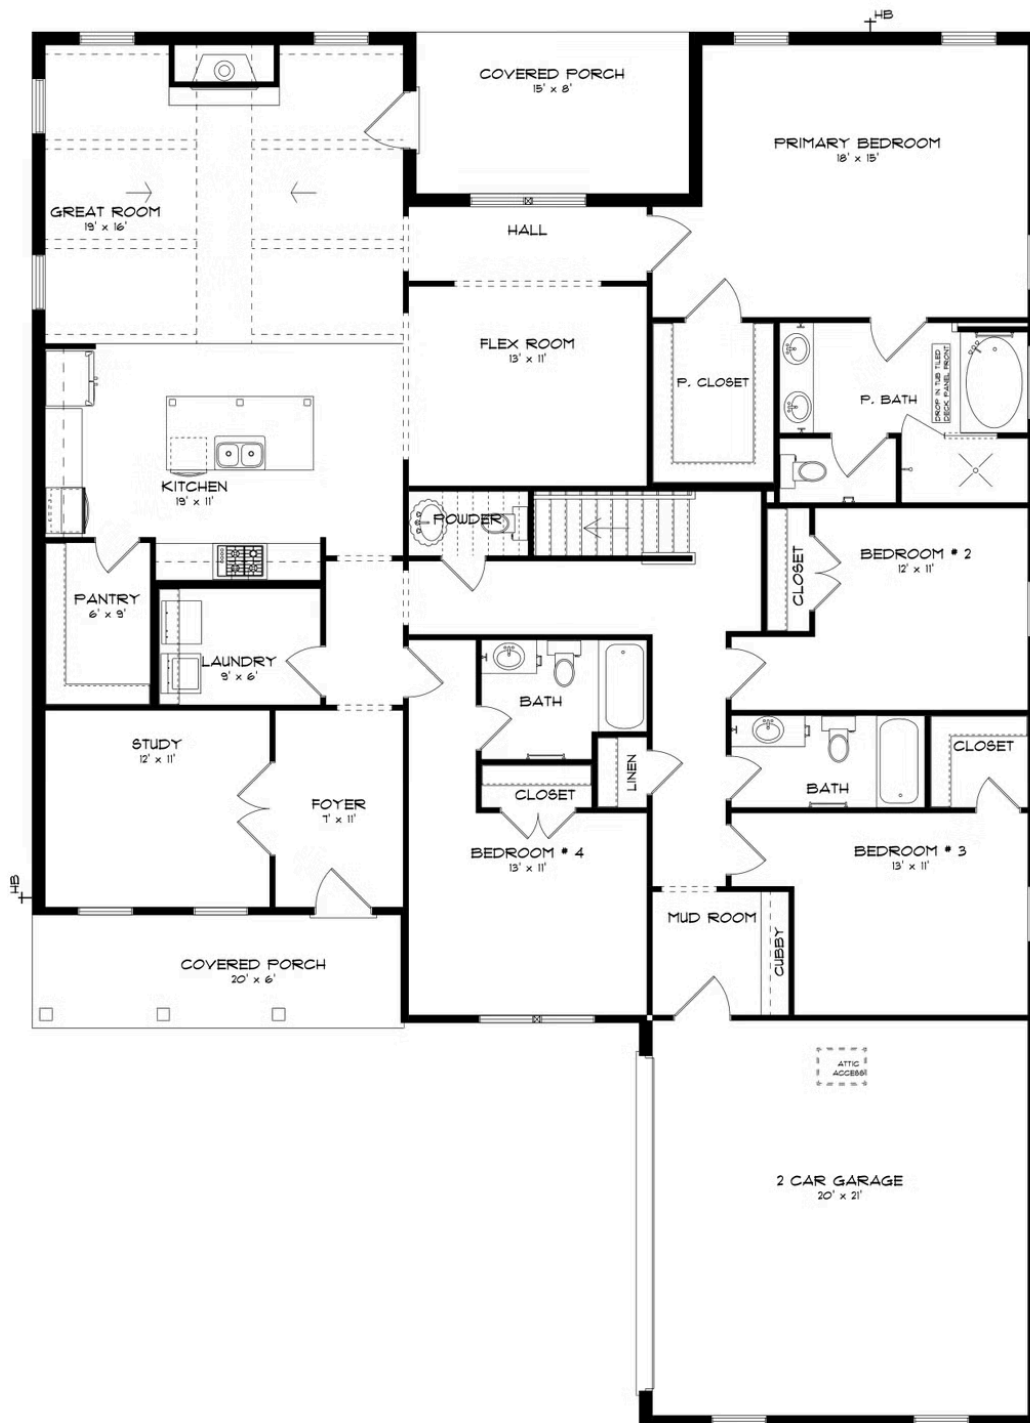 HB
COVERED PORCH
15' x 8'
PRIMARY BEDROOM
18' x 15'
GREAT ROOM
19' x 16'
HALL
FLEX ROOM
13' x 11'
P. CLOSET
DROP IN TUB TILED
DECK, PANEL FRONT
P. BATH
KITCHEN
19' x 11'
POWDER
CLOSET
BEDROOM # 2
12' x 11'
PANTRY
6' x 9'
LAUNDRY
9' x 6'
BATH
STUDY
12' x 11'
FOYER
7' x 11'
LINEN
CLOSET
BATH
CLOSET
BEDROOM # 4
13' x 11'
BEDROOM # 3
13' x 11'
HB
MUD ROOM
CUBBY
COVERED PORCH
20' x 6'
ATTIC
ACCESS
2 CAR GARAGE
20' x 21'